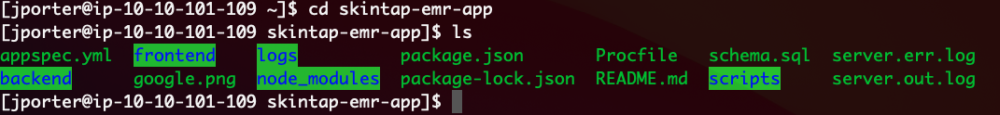 [jporter@ip-10-10-101-109 ~]$ cd skintap-emr-app
[jporter@ip-10-10-101-109 skintap-emr-app]$ ls
appspec.yml  frontend    logs          package.json       Procfile   schema.sql  server.err.log
backend      google.png  node_modules  package-lock.json  README.md  scripts     server.out.log
[jporter@ip-10-10-101-109 skintap-emr-app]$